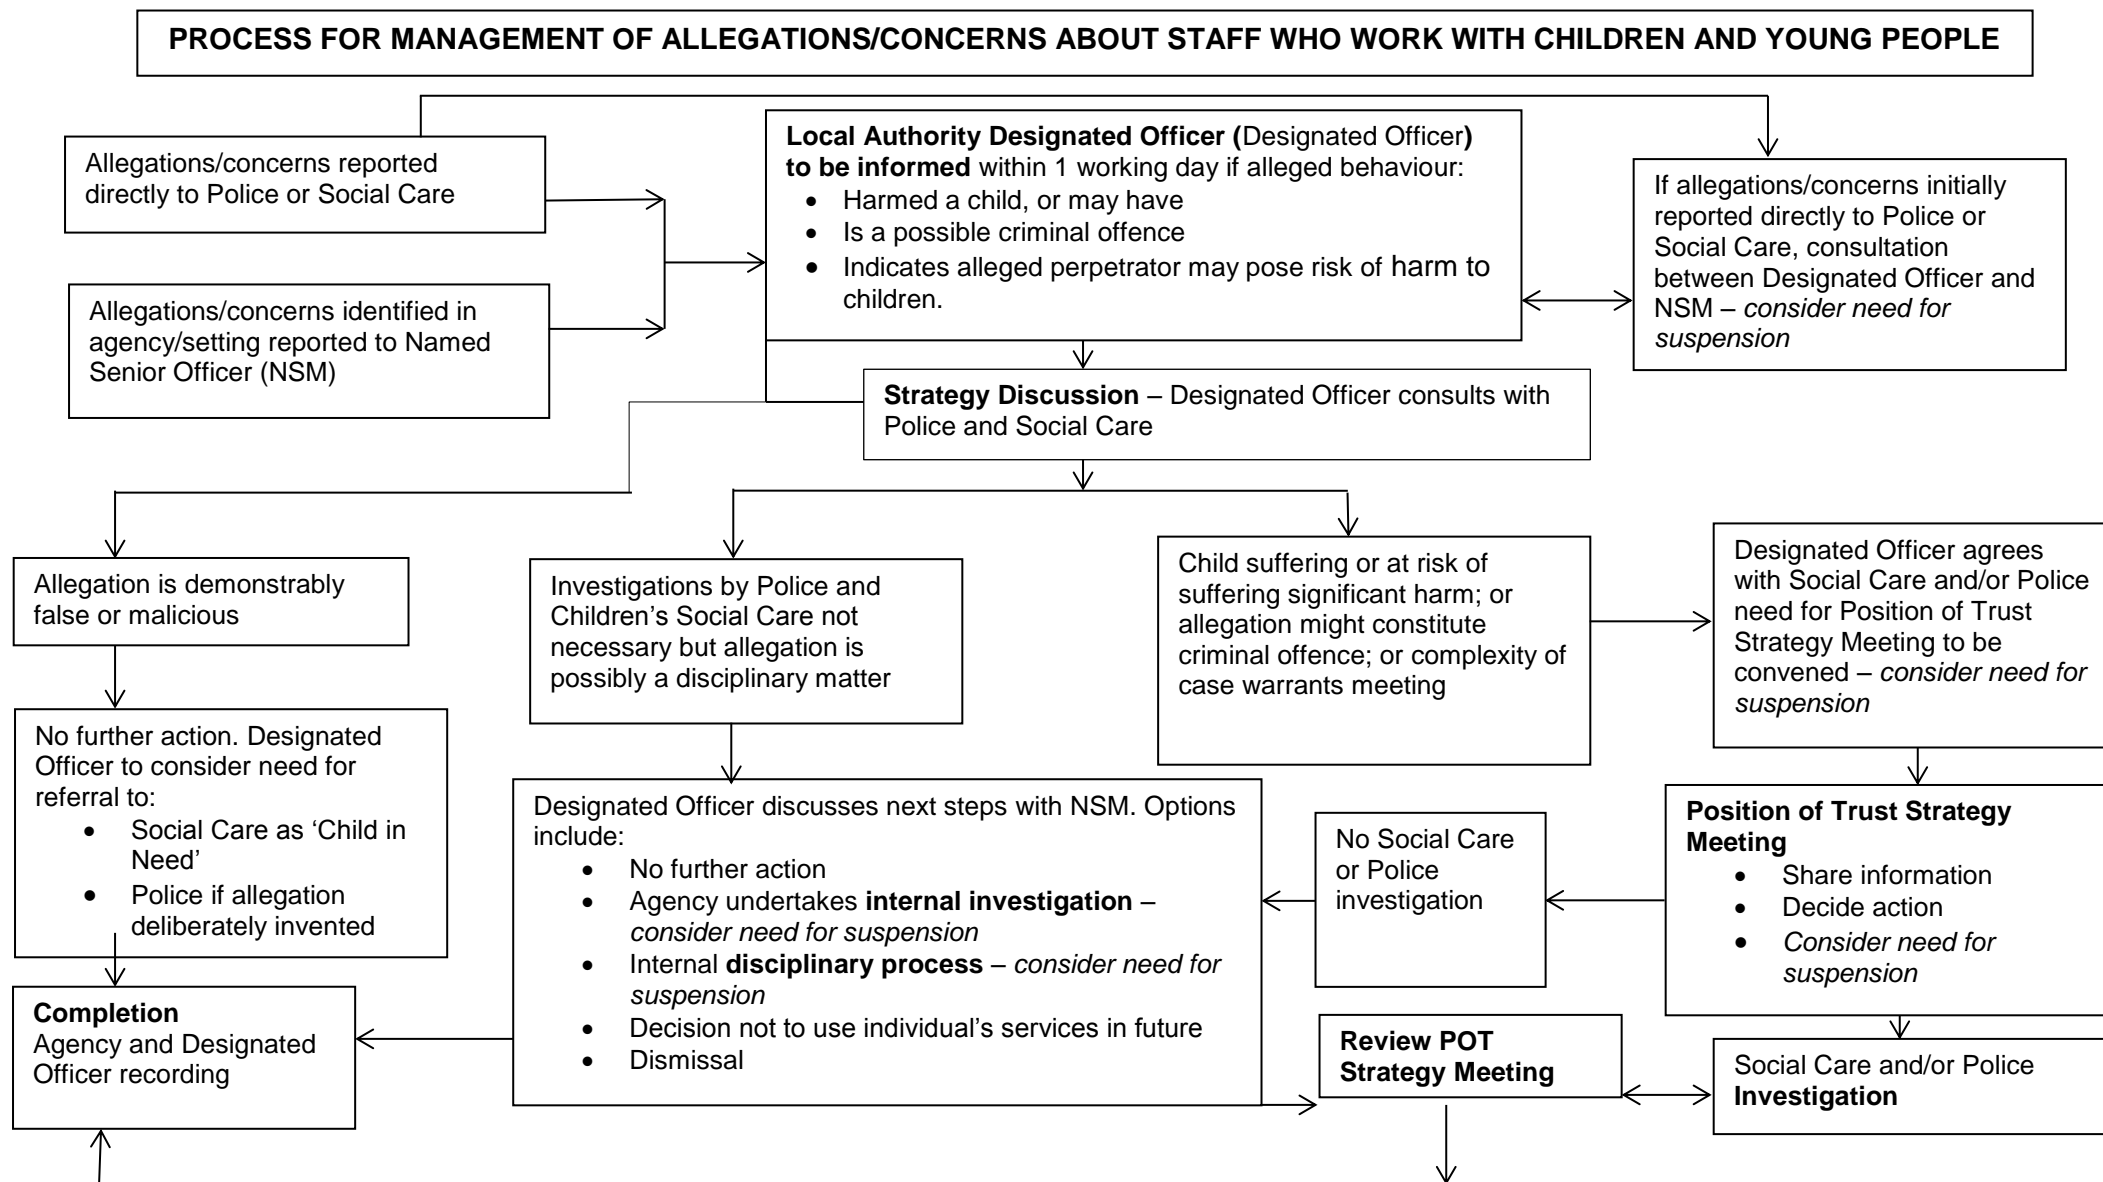 PROCESS FOR MANAGEMENT OF ALLEGATIONS/CONCERNS ABOUT STAFF WHO WORK WITH CHILDREN AND YOUNG PEOPLE
Allegations/concerns reported
directly to Police or Social Care
Allegations/concerns identified in
agency/setting reported to Named
Senior Officer (NSM)
Local Authority Designated Officer (Designated Officer)
to be informed within 1 working day if alleged behaviour:
• Harmed a child, or may have
• Is a possible criminal offence
• Indicates alleged perpetrator may pose risk of harm to
children.
If allegations/concerns initially
reported directly to Police or
Social Care, consultation
between Designated Officer and
NSM – consider need for
suspension
Strategy Discussion – Designated Officer consults with
Police and Social Care
Allegation is demonstrably
false or malicious
Investigations by Police and
Children’s Social Care not
necessary but allegation is
possibly a disciplinary matter
Child suffering or at risk of
suffering significant harm; or
allegation might constitute
criminal offence; or complexity of
case warrants meeting
Designated Officer agrees
with Social Care and/or Police
need for Position of Trust
Strategy Meeting to be
convened – consider need for
suspension
No further action. Designated
Officer to consider need for
referral to:
• Social Care as ‘Child in
Need’
• Police if allegation
deliberately invented
Designated Officer discusses next steps with NSM. Options
include:
• No further action
• Agency undertakes internal investigation –
consider need for suspension
• Internal disciplinary process – consider need for
suspension
• Decision not to use individual’s services in future
• Dismissal
No Social Care
or Police
investigation
Position of Trust Strategy
Meeting
• Share information
• Decide action
• Consider need for
suspension
Completion
Agency and Designated
Officer recording
Review POT
Strategy Meeting
Social Care and/or Police
Investigation